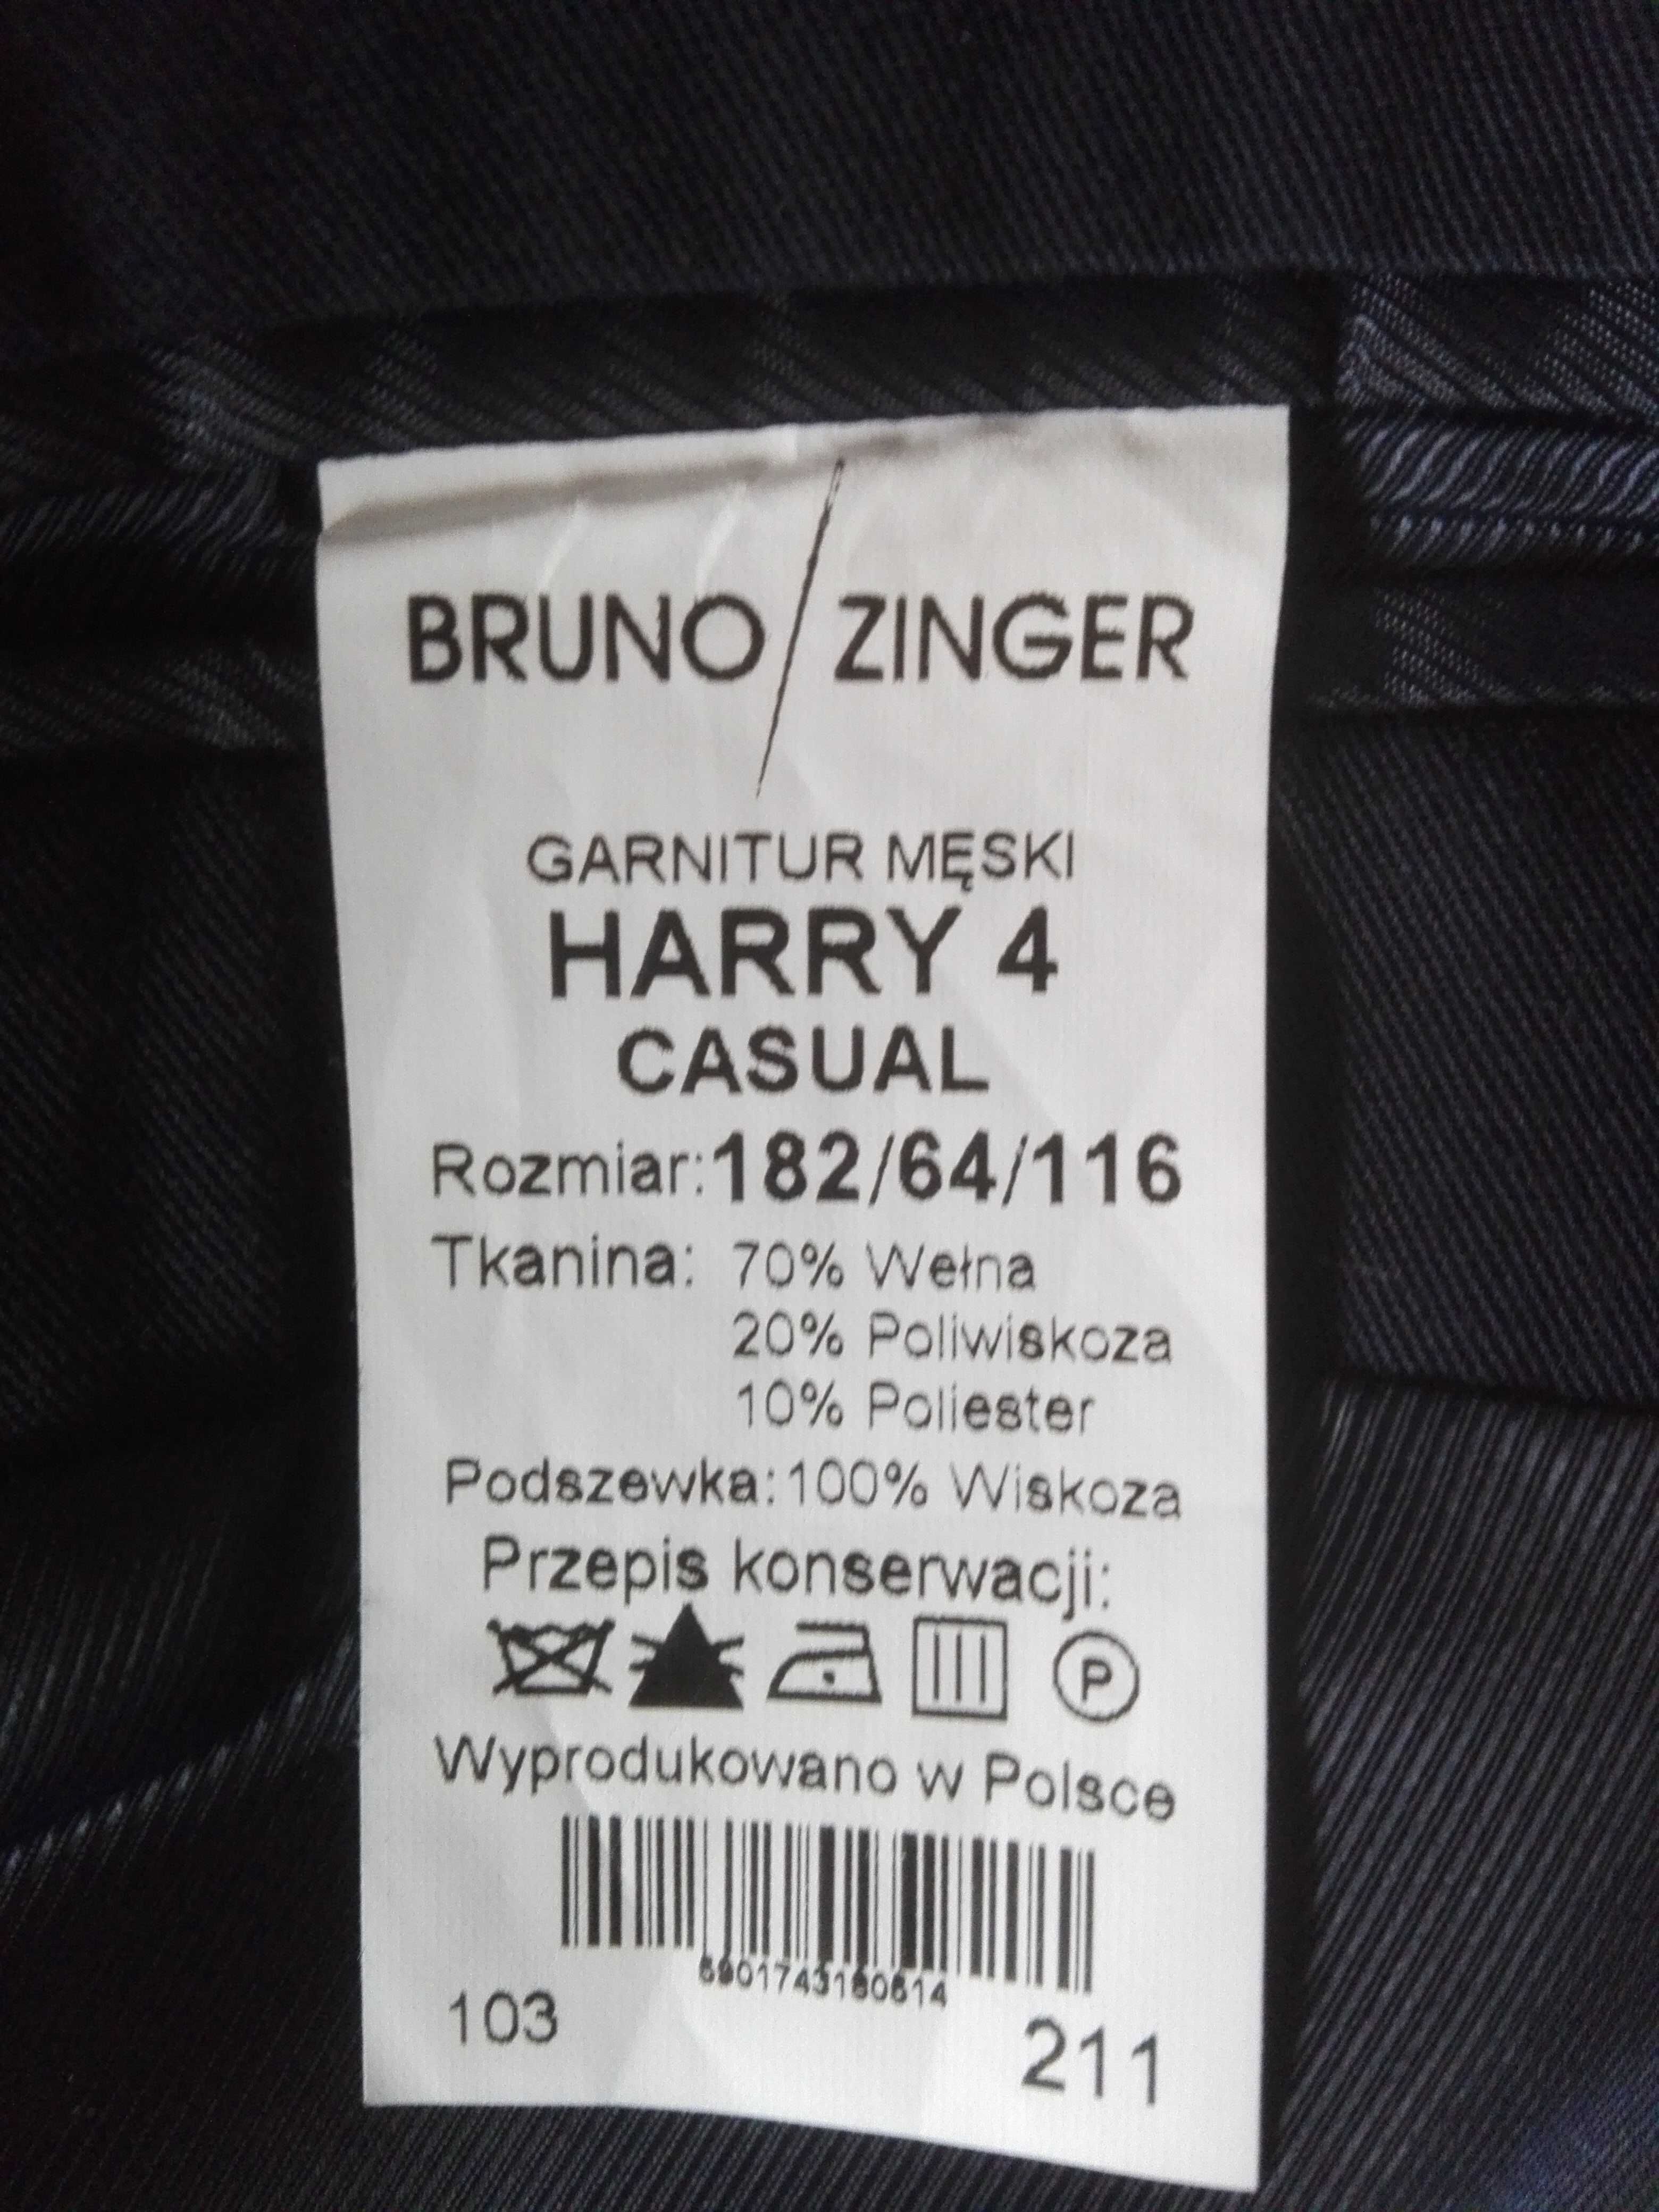 BRUNO/ZINGER
GARNITUR MĘSKI
HARRY 4
CASUAL
Rozmiar:182/64/116
Tkanina: 70% Wełna
20% Poliwiskoza
10% Poliester
Podszewka:100% Wiskoza
Przepis konserwacji:
P
Wyprodukowano w Polsce
103
211